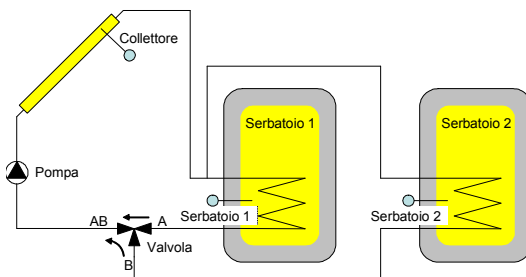 Collettore
Serbatoio 1
Serbatoio 2
Pompa
Serbatoio 1
Serbatoio 2
AB
A
Valvola
B